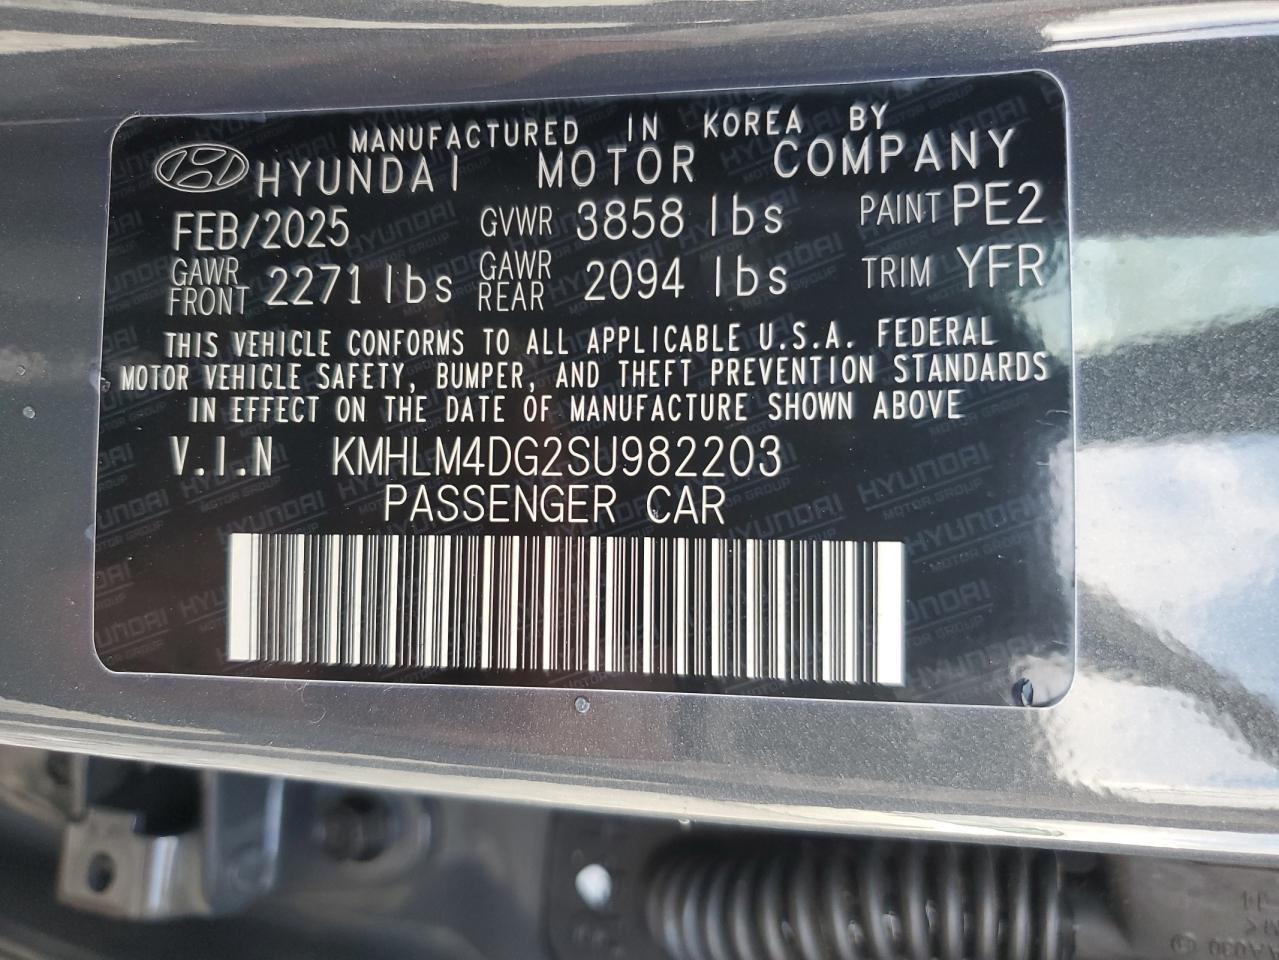 MANUFACTURED IN KOREA BY
HYUNDAI MOTOR COMPANY
FEB/2025 GVWR 3858 lbs PAINT PE2
GAWR FRONT 2271 lbs GAWR REAR 2094 lbs TRIM YFR
THIS VEHICLE CONFORMS TO ALL APPLICABLE U.S.A. FEDERAL
MOTOR VEHICLE SAFETY, BUMPER, AND THEFT PREVENTION STANDARDS
IN EFFECT ON THE DATE OF MANUFACTURE SHOWN ABOVE
V.I.N KMHLM4DG2SU982203
PASSENGER CAR